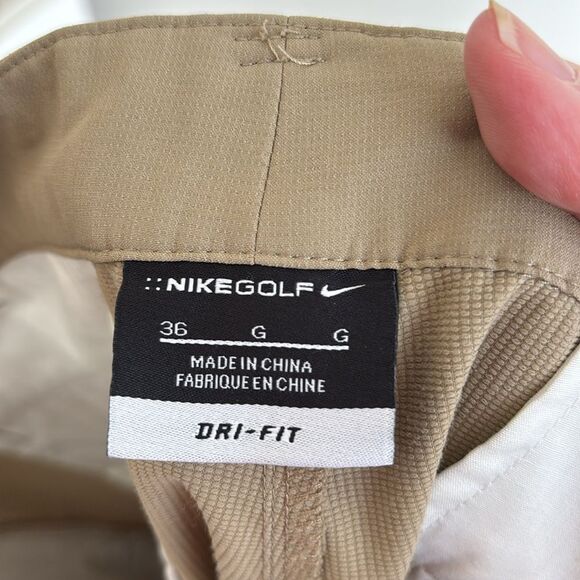 ::NIKEGOLF
36 G G
MADE IN CHINA
FABRIQUE EN CHINE
DRI-FIT